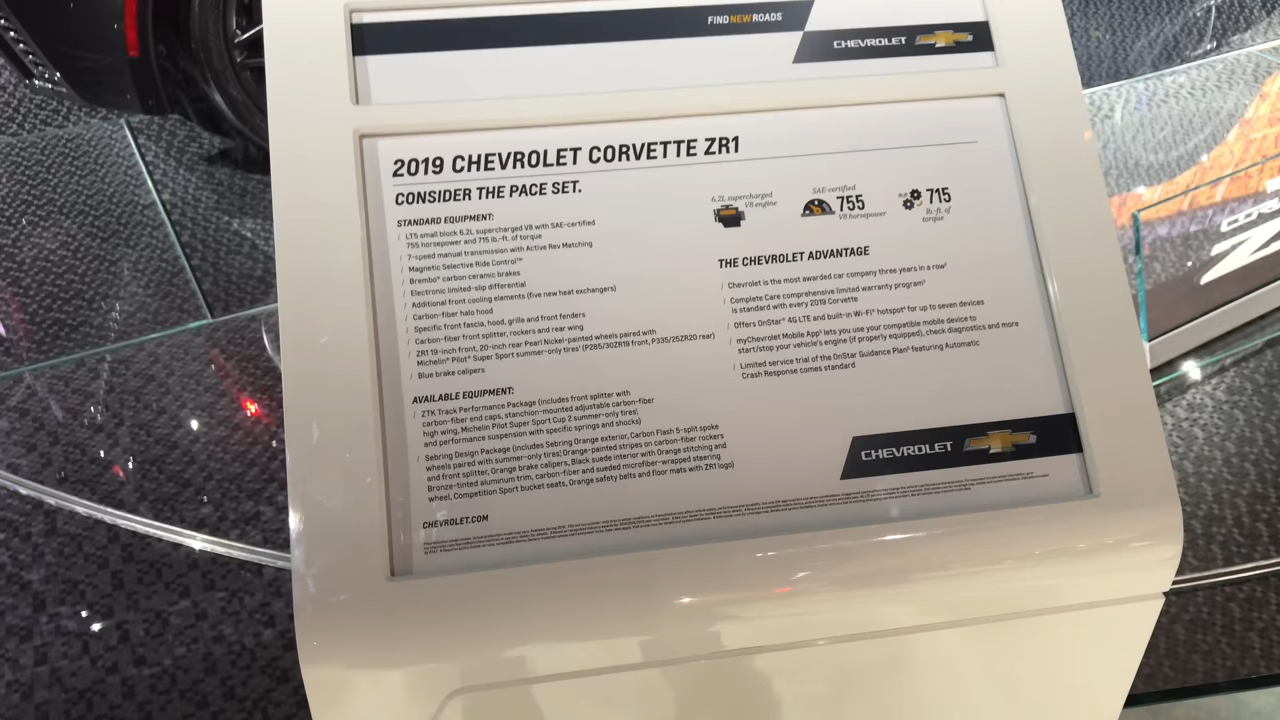 FIND NEW ROADS
CHEVROLET
2019 CHEVROLET CORVETTE ZR1
CONSIDER THE PACE SET.
STANDARD EQUIPMENT:
/ LT5 small block 6.2L supercharged V8 with SAE-certified
755 horsepower and 715 lb.-ft. of torque
/ 7-speed manual transmission with Active Rev Matching
/ Magnetic Selective Ride Control™
/ Brembo® carbon ceramic brakes
/ Electronic limited-slip differential
/ Additional front cooling elements (five new heat exchangers)
/ Carbon-fiber halo hood
/ Specific front fascia, hood, grille and front fenders
/ Carbon-fiber front splitter, rockers and rear wing
/ ZR1 19-inch front, 20-inch rear Pearl Nickel-painted wheels paired with
Michelin® Pilot® Super Sport summer-only tires¹ (P285/30ZR19 front, P335/25ZR20 rear)
/ Blue brake calipers
AVAILABLE EQUIPMENT:
/ ZTK Track Performance Package (includes front splitter with
carbon-fiber end caps, stanchion-mounted adjustable carbon-fiber
high wing, Michelin Pilot Super Sport Cup 2 summer-only tires¹,
and performance suspension with specific springs and shocks)
/ Sebring Design Package (includes Sebring Orange exterior, Carbon Flash 5-split spoke
wheels paired with summer-only tires¹, Orange-painted stripes on carbon-fiber rockers
and front splitter, Orange brake calipers, Black suede interior with Orange stitching and
Bronze-tinted aluminum trim, carbon-fiber and sueded microfiber-wrapped steering
wheel, Competition Sport bucket seats, Orange safety belts and floor mats with ZR1 logo)
CHEVROLET.COM
6.2L supercharged
V8 engine
SAE-certified
755
V8 horsepower
715
lb.-ft. of
torque
THE CHEVROLET ADVANTAGE
/ Chevrolet is the most awarded car company three years in a row²
/ Complete Care comprehensive limited warranty program³
is standard with every 2019 Corvette
/ Offers OnStar® 4G LTE and built-in Wi-Fi® hotspot⁴ for up to seven devices
/ myChevrolet Mobile App⁵ lets you use your compatible mobile device to
start/stop your vehicle's engine (if properly equipped), check diagnostics and more
/ Limited service trial of the OnStar Guidance Plan⁶ featuring Automatic
Crash Response comes standard
CHEVROLET